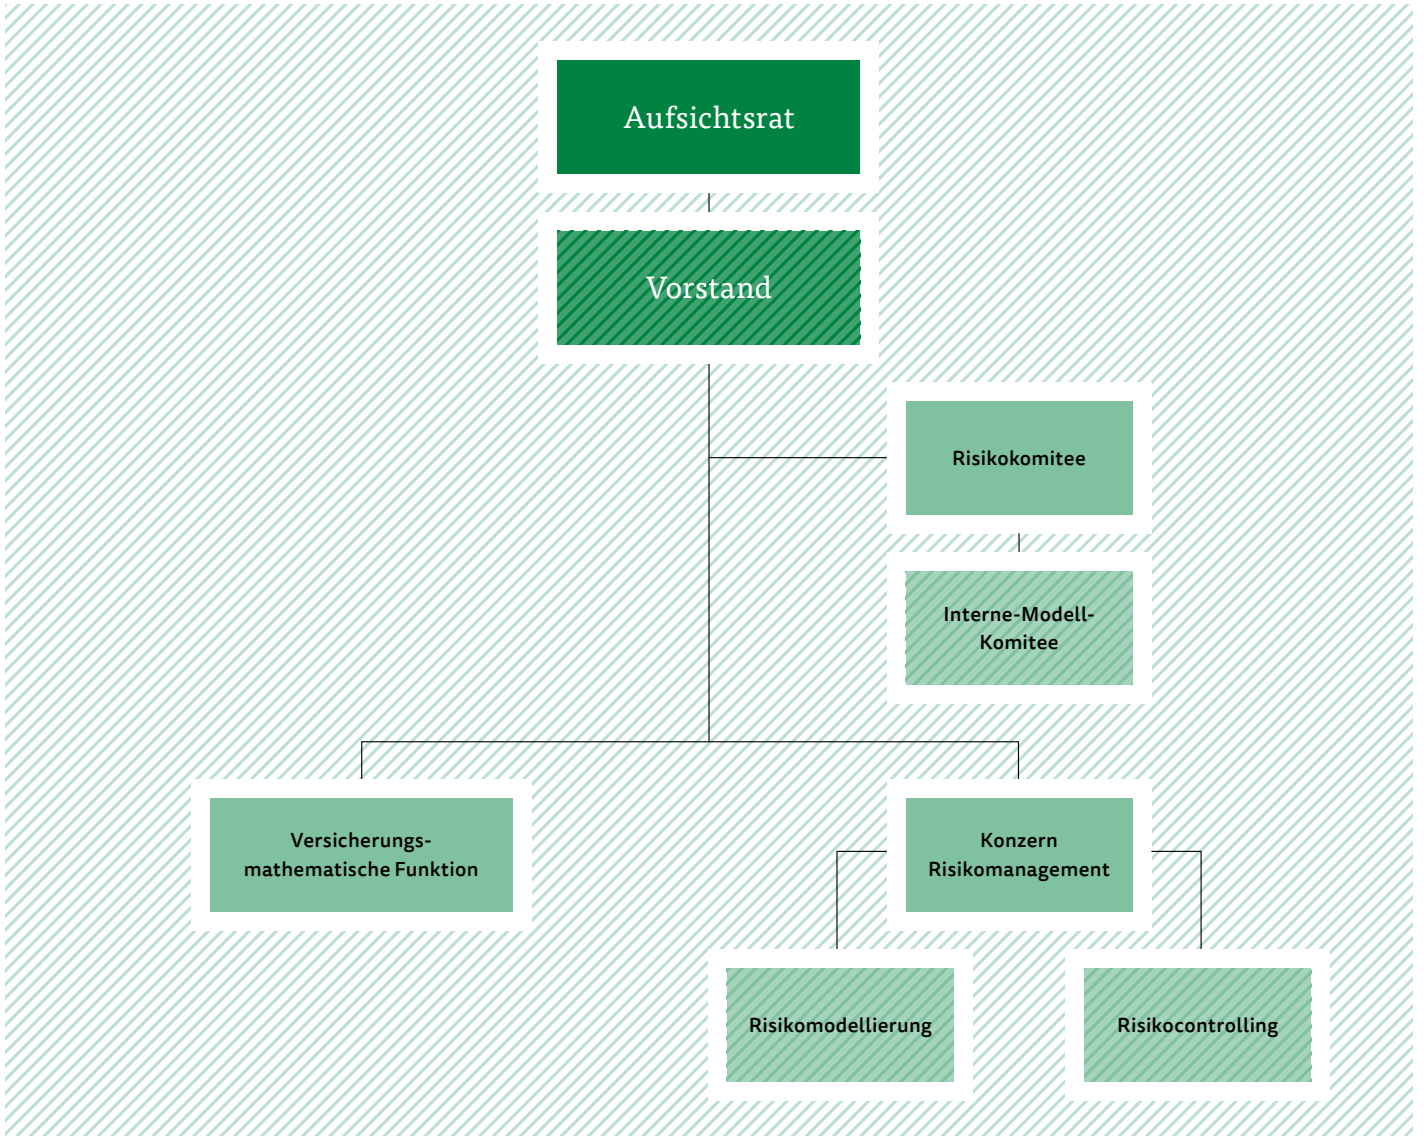 Aufsichtsrat
Vorstand
Risikokomitee
Interne-Modell-
Komitee
Versicherungs-
mathematische Funktion
Konzern
Risikomanagement
Risikomodellierung
Risikocontrolling